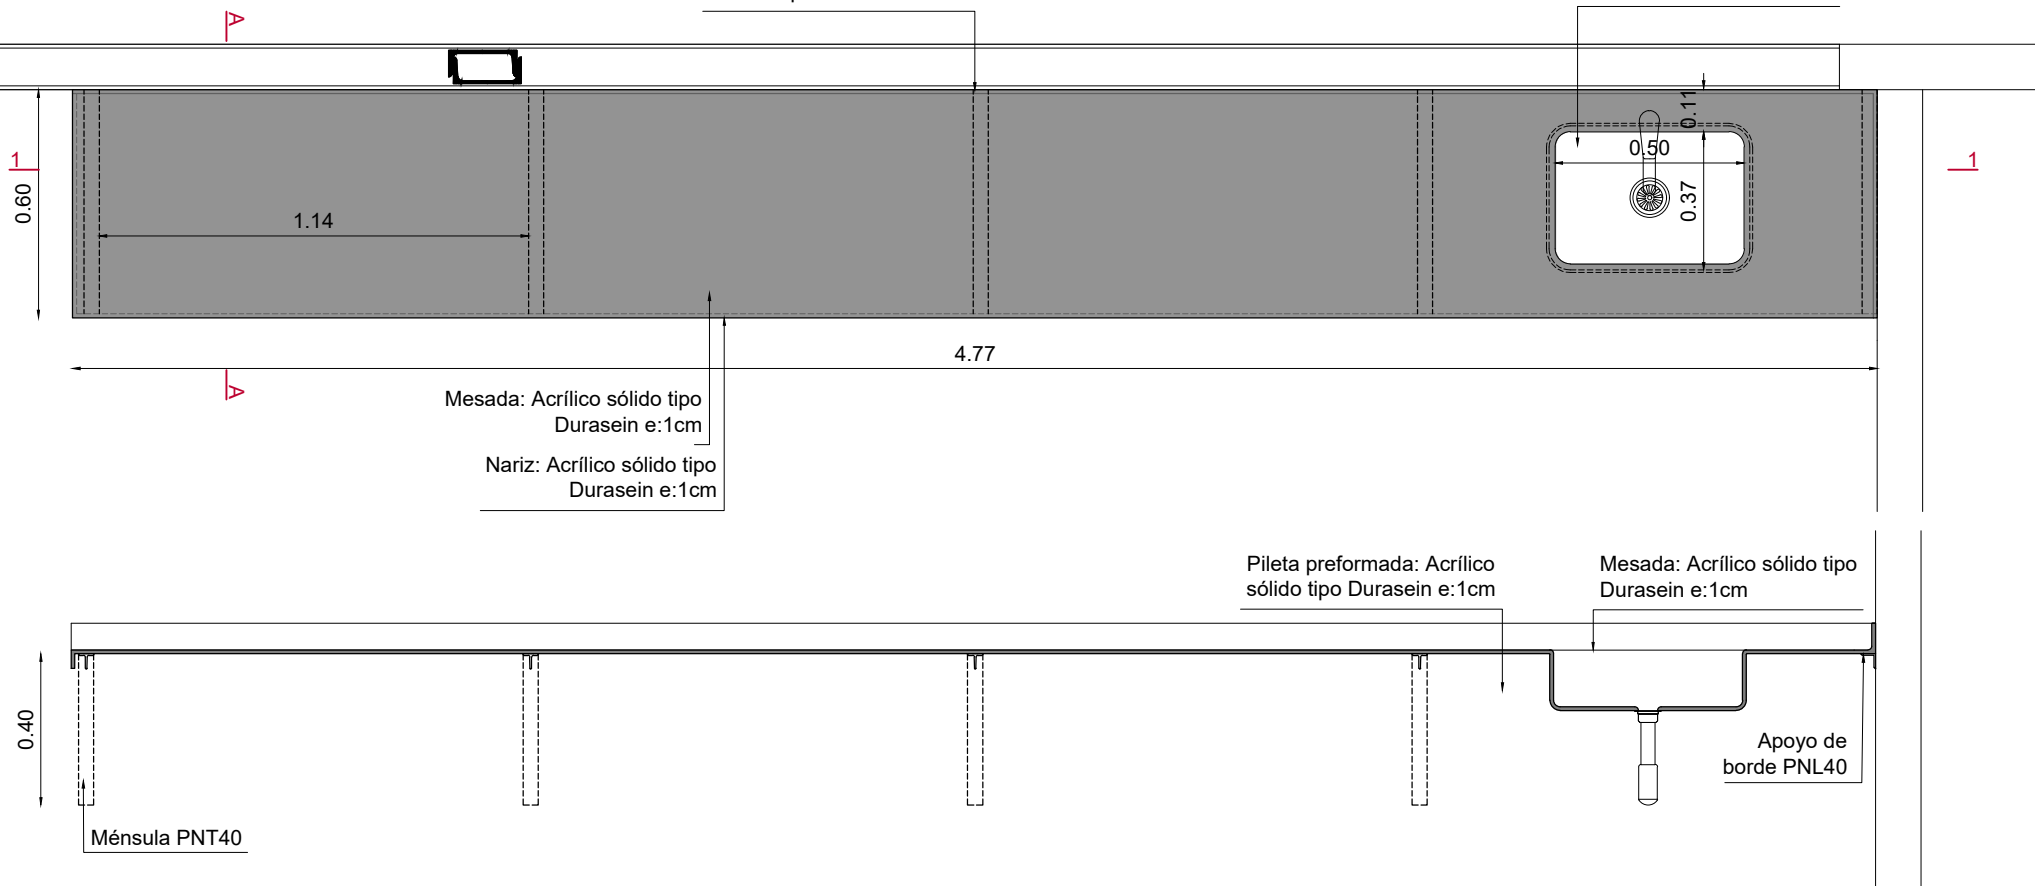 A
0.11
1
0.50
1
0.60
0.37
1.14
4.77
A
Mesada: Acrílico sólido tipo
Durasein e:1cm
Nariz: Acrílico sólido tipo
Durasein e:1cm
Pileta preformada: Acrílico
sólido tipo Durasein e:1cm
Mesada: Acrílico sólido tipo
Durasein e:1cm
0.40
Apoyo de
borde PNL40
Ménsula PNT40